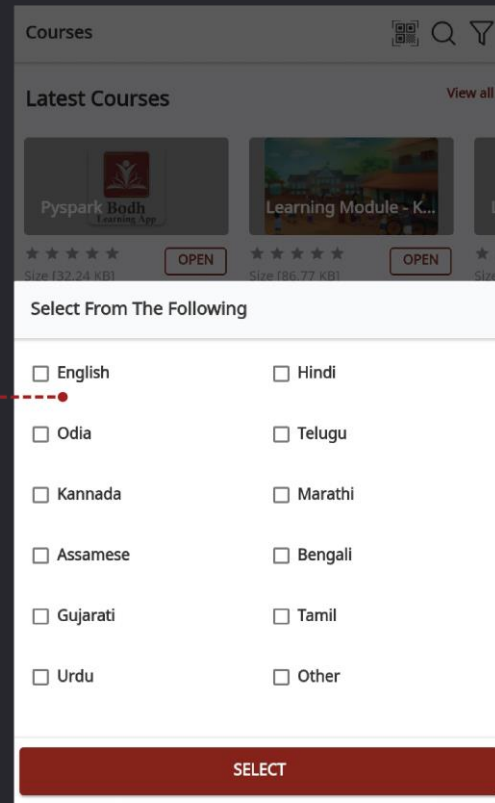 Courses
Latest Courses
View all
Pyspark
Bodh
Learning App
Learning Module - K...
OPEN
OPEN
Size [32.24 KB]
Size [86.77 KB]
Select From The Following
English
Hindi
Odia
Telugu
Kannada
Marathi
Assamese
Bengali
Gujarati
Tamil
Urdu
Other
SELECT